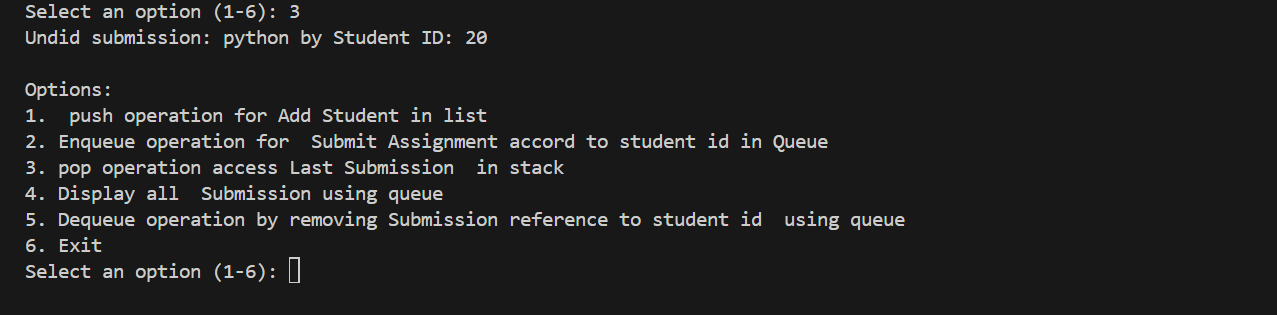 Select an option (1-6): 3
Undid submission: python by Student ID: 20
Options:
1.  push operation for Add Student in list
2. Enqueue operation for  Submit Assignment accord to student id in Queue
3. pop operation access Last Submission  in stack
4. Display all  Submission using queue
5. Dequeue operation by removing Submission reference to student id  using queue
6. Exit
Select an option (1-6):